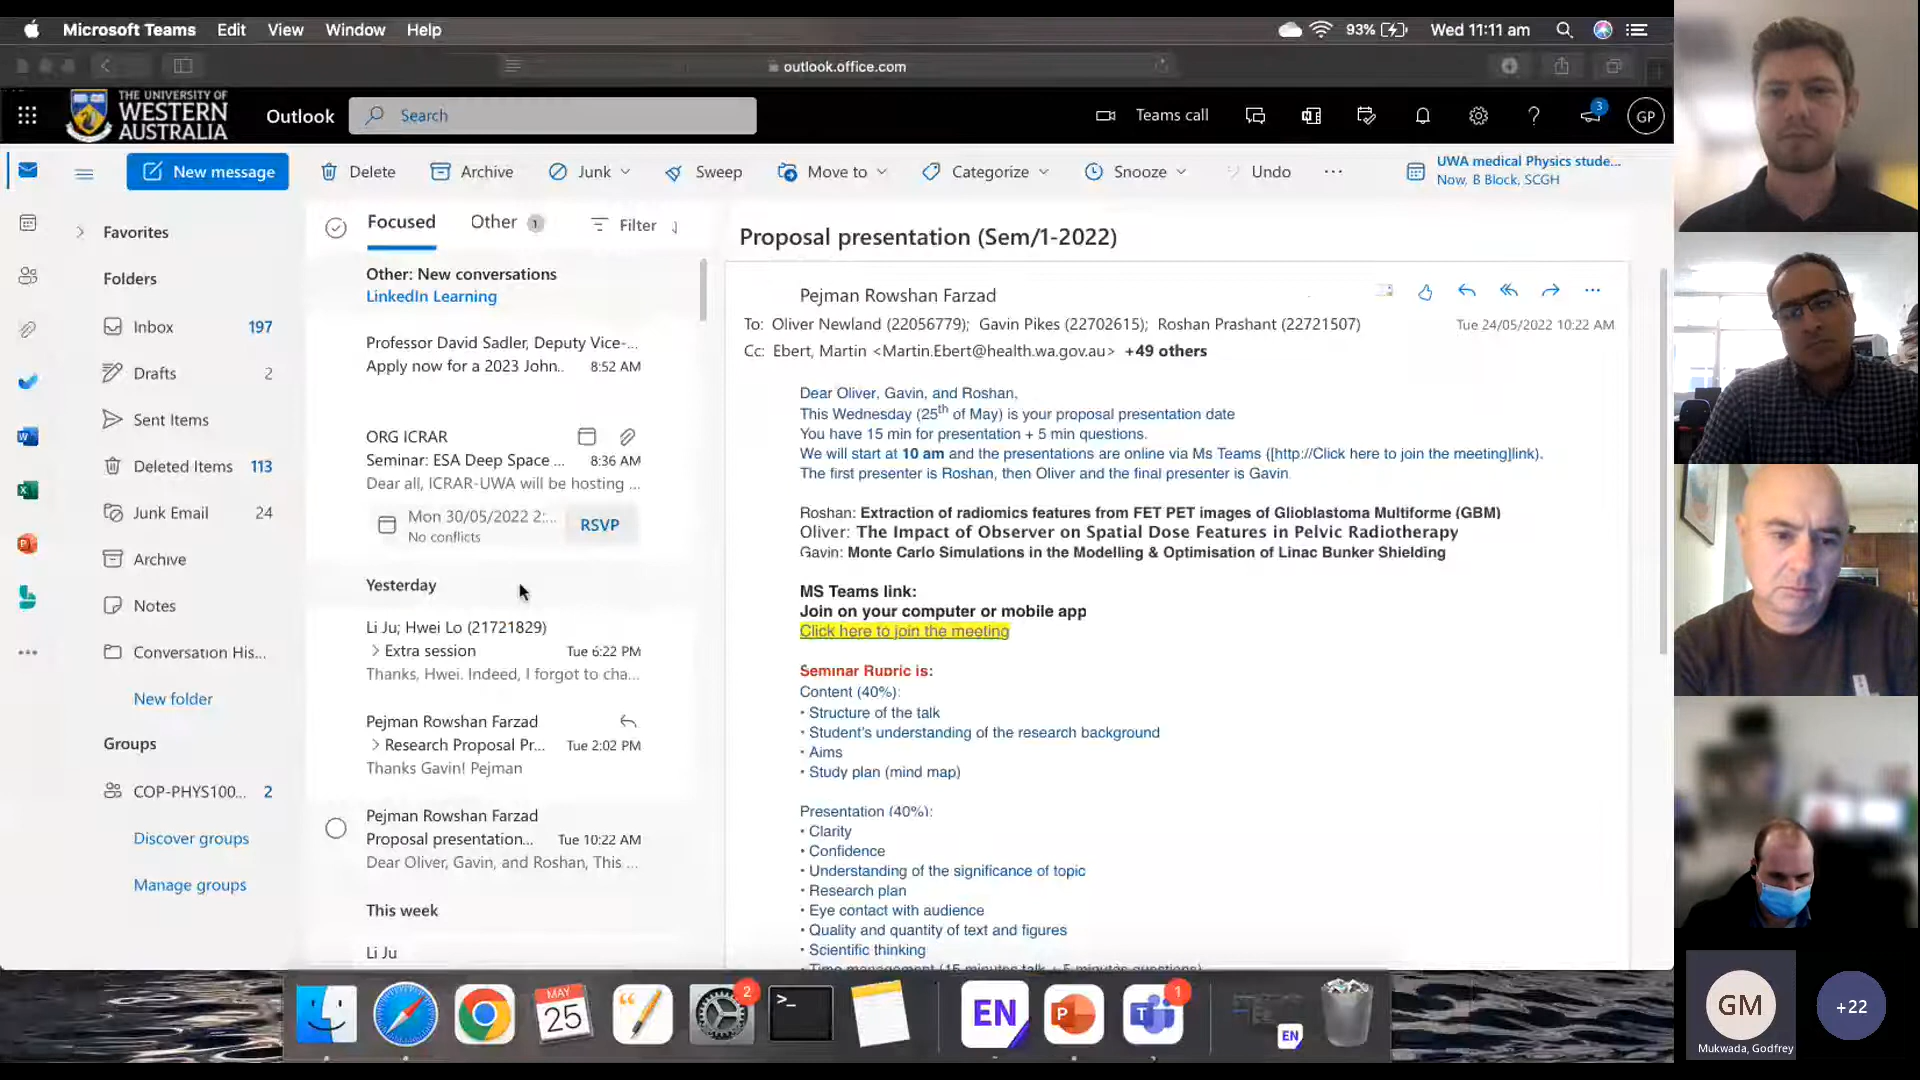 Microsoft Teams Edit View Window Help 93% Wed 11:11 am
outlook.office.com
THE UNIVERSITY OF
WESTERN
AUSTRALIA
Outlook Search Teams call 3 GP
New message Delete Archive Junk Sweep Move to Categorize Snooze Undo
UWA medical Physics stude...
Now, B Block, SCGH
Favorites
Folders
Inbox 197
Drafts 2
Sent Items
Deleted Items 113
Junk Email 24
Archive
Notes
Conversation His...
New folder
Groups
COP-PHYS100... 2
Discover groups
Manage groups
Focused Other 1 Filter
Other: New conversations
LinkedIn Learning
Professor David Sadler, Deputy Vice-...
Apply now for a 2023 John.. 8:52 AM
ORG ICRAR
Seminar: ESA Deep Space ... 8:36 AM
Dear all, ICRAR-UWA will be hosting ...
Mon 30/05/2022 2:...
No conflicts
RSVP
Yesterday
Li Ju; Hwei Lo (21721829)
Extra session Tue 6:22 PM
Thanks, Hwei. Indeed, I forgot to cha...
Pejman Rowshan Farzad
Research Proposal Pr... Tue 2:02 PM
Thanks Gavin! Pejman
Pejman Rowshan Farzad
Proposal presentation... Tue 10:22 AM
Dear Oliver, Gavin, and Roshan, This ...
This week
Li Ju
Proposal presentation (Sem/1-2022)
Pejman Rowshan Farzad
To: Oliver Newland (22056779); Gavin Pikes (22702615); Roshan Prashant (22721507) Tue 24/05/2022 10:22 AM
Cc: Ebert, Martin <Martin.Ebert@health.wa.gov.au> +49 others
Dear Oliver, Gavin, and Roshan,
This Wednesday (25th of May) is your proposal presentation date
You have 15 min for presentation + 5 min questions.
We will start at 10 am and the presentations are online via Ms Teams ([http://Click here to join the meeting]link).
The first presenter is Roshan, then Oliver and the final presenter is Gavin
Roshan: Extraction of radiomics features from FET PET images of Glioblastoma Multiforme (GBM)
Oliver: The Impact of Observer on Spatial Dose Features in Pelvic Radiotherapy
Gavin: Monte Carlo Simulations in the Modelling & Optimisation of Linac Bunker Shielding
MS Teams link:
Join on your computer or mobile app
Click here to join the meeting
Seminar Rubric is:
Content (40%):
• Structure of the talk
• Student's understanding of the research background
• Aims
• Study plan (mind map)
Presentation (40%):
• Clarity
• Confidence
• Understanding of the significance of topic
• Research plan
• Eye contact with audience
• Quality and quantity of text and figures
• Scientific thinking
• Time management (15 minutes talk + 5 minutes questions)
MAY
25
2
>_
EN
P
T
1
EN
GM
Mukwada, Godfrey
+22